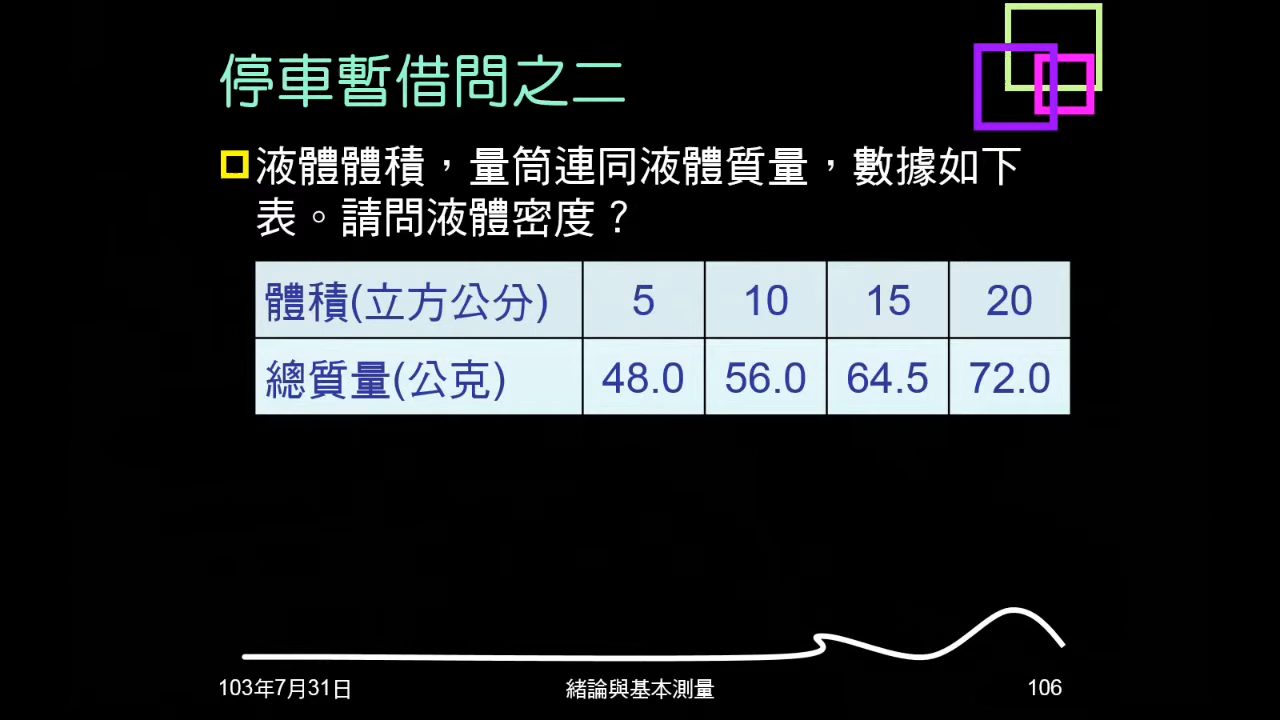 停車暫借問之二
液體體積，量筒連同液體質量，數據如下
表。請問液體密度？
體積(立方公分) 5 10 15 20
總質量(公克) 48.0 56.0 64.5 72.0
103年7月31日 緒論與基本測量 106